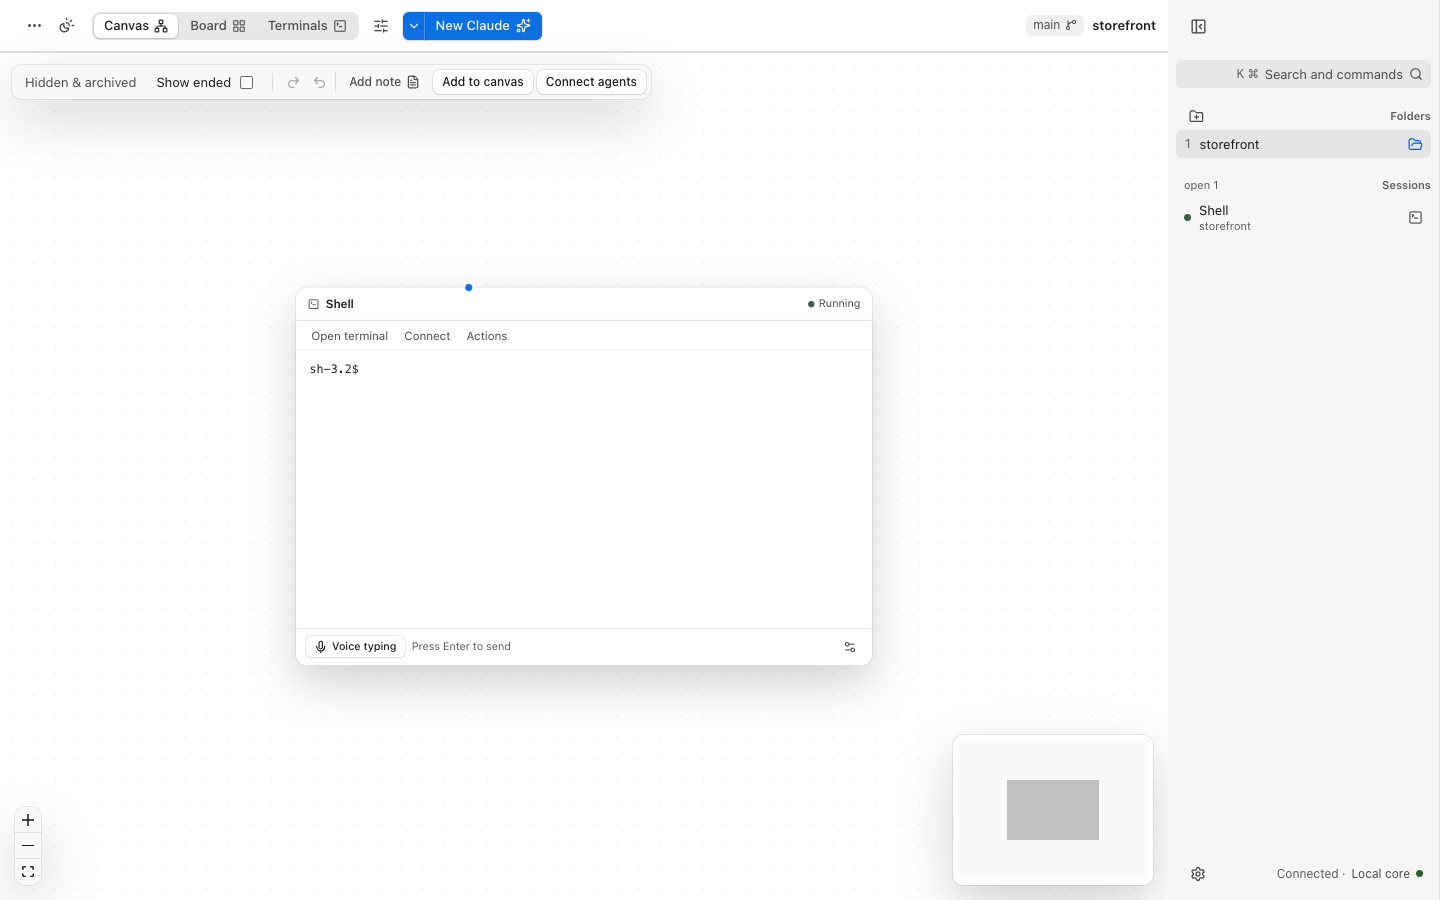 Canvas
Board
Terminals
New Claude
main
storefront
Hidden & archived
Show ended
Add note
Add to canvas
Connect agents
K ⌘ Search and commands
Folders
1 storefront
open 1
Sessions
Shell
storefront
Shell
Running
Open terminal
Connect
Actions
sh-3.2$
Voice typing
Press Enter to send
Connected · Local core